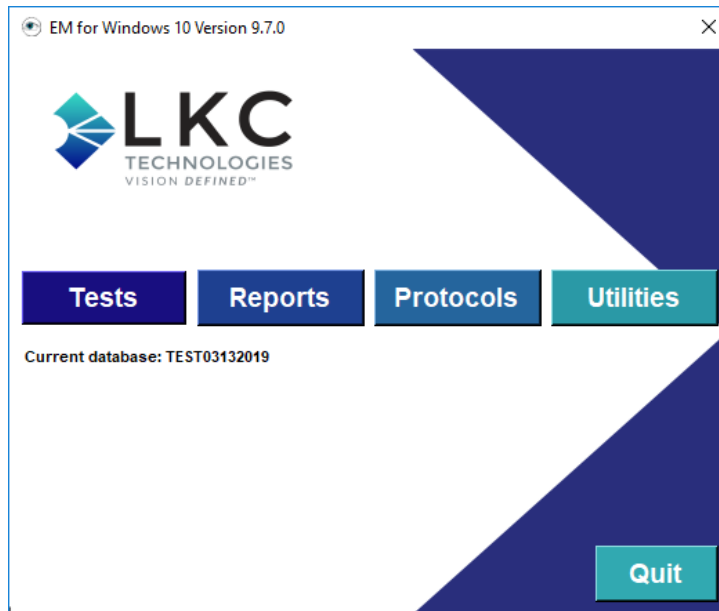 EM for Windows 10 Version 9.7.0
LKC
TECHNOLOGIES
VISION DEFINED™
Tests Reports Protocols Utilities
Current database: TEST03132019
Quit